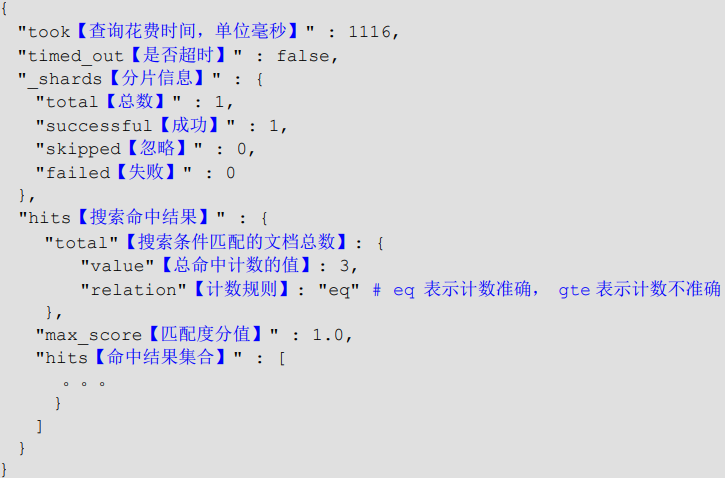 {
  "took【查询花费时间，单位毫秒】" : 1116,
  "timed_out【是否超时】" : false,
  "_shards【分片信息】" : {
    "total【总数】" : 1,
    "successful【成功】" : 1,
    "skipped【忽略】" : 0,
    "failed【失败】" : 0
  },
  "hits【搜索命中结果】" : {
     "total"【搜索条件匹配的文档总数】: {
         "value"【总命中计数的值】: 3,
         "relation"【计数规则】: "eq" # eq 表示计数准确， gte表示计数不准确
     },
    "max_score【匹配度分值】" : 1.0,
    "hits【命中结果集合】" : [
       。。。
      }
    ]
  }
}